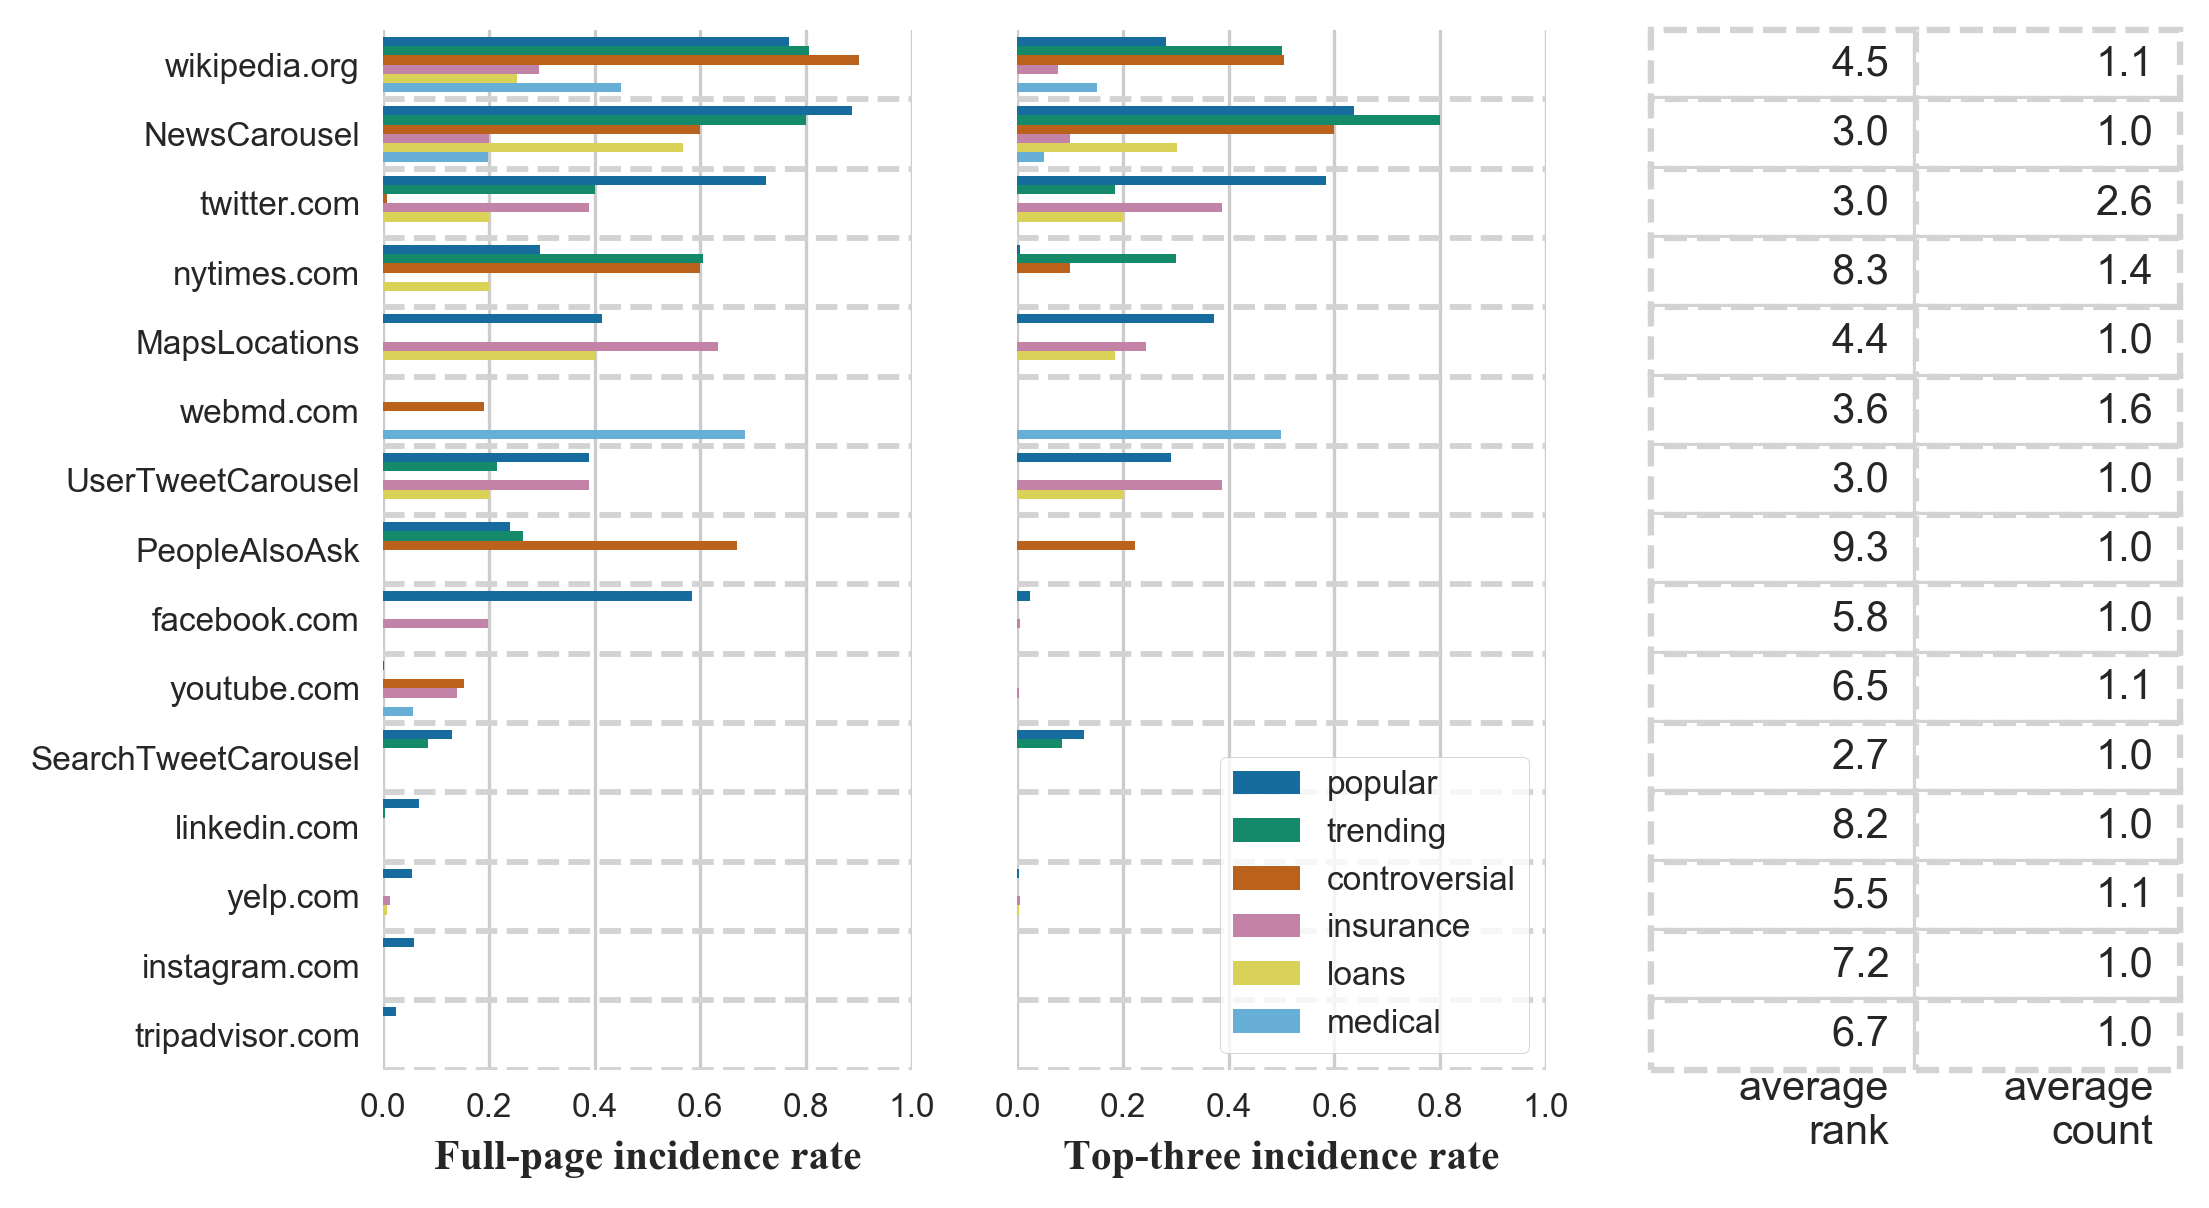 wikipedia.org 4.5 1.1
NewsCarousel 3.0 1.0
twitter.com 3.0 2.6
nytimes.com 8.3 1.4
MapsLocations 4.4 1.0
webmd.com 3.6 1.6
UserTweetCarousel 3.0 1.0
PeopleAlsoAsk 9.3 1.0
facebook.com 5.8 1.0
youtube.com 6.5 1.1
SearchTweetCarousel 2.7 1.0
linkedin.com 8.2 1.0
yelp.com 5.5 1.1
instagram.com 7.2 1.0
tripadvisor.com 6.7 1.0
popular
trending
controversial
insurance
loans
medical
0.0 0.2 0.4 0.6 0.8 1.0
Full-page incidence rate
0.0 0.2 0.4 0.6 0.8 1.0
Top-three incidence rate
average
rank
average
count